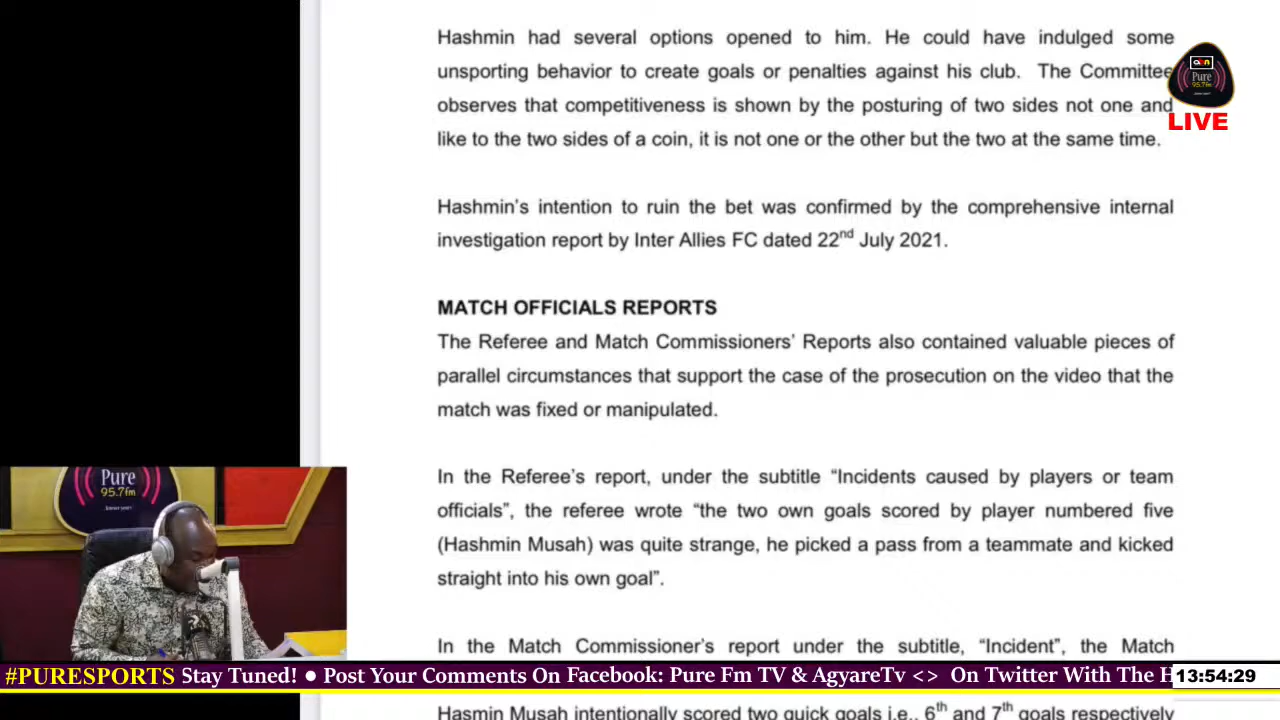 Hashmin had several options opened to him. He could have indulged some
unsporting behavior to create goals or penalties against his club. The Committee
observes that competitiveness is shown by the posturing of two sides not one and
like to the two sides of a coin, it is not one or the other but the two at the same time.
Pure
95.7fm
LIVE
Hashmin's intention to ruin the bet was confirmed by the comprehensive internal
investigation report by Inter Allies FC dated 22nd July 2021.
MATCH OFFICIALS REPORTS
The Referee and Match Commissioners' Reports also contained valuable pieces of
parallel circumstances that support the case of the prosecution on the video that the
match was fixed or manipulated.
In the Referee's report, under the subtitle “Incidents caused by players or team
officials”, the referee wrote “the two own goals scored by player numbered five
(Hashmin Musah) was quite strange, he picked a pass from a teammate and kicked
straight into his own goal”.
Pure
95.7fm
In the Match Commissioner's report under the subtitle, “Incident”, the Match
#PURESPORTS Stay Tuned! ● Post Your Comments On Facebook: Pure Fm TV & AgyareTv <> On Twitter With The H
13:54:29
Hasmin Musah intentionally scored two quick goals i.e., 6th and 7th goals respectively